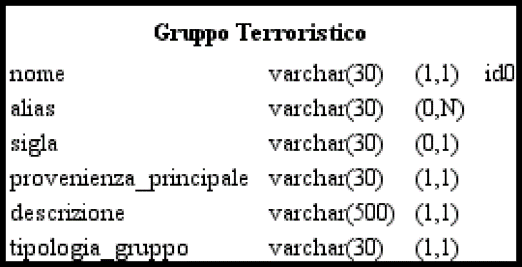 Gruppo Terroristico
nome varchar(30) (1,1) id0
alias varchar(30) (0,N)
sigla varchar(30) (0,1)
provenienza_principale varchar(30) (1,1)
descrizione varchar(500) (1,1)
tipologia_gruppo varchar(30) (1,1)